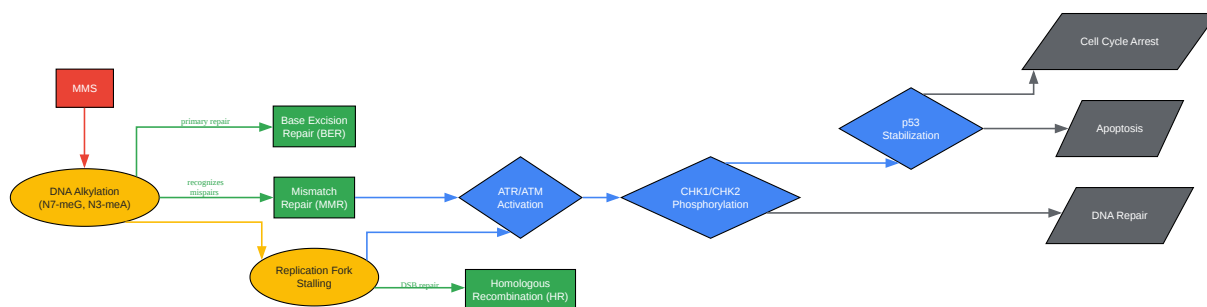 Cell Cycle Arrest
MMS
Base Excision
Repair (BER)
primary repair
p53
Stabilization
Apoptosis
DNA Alkylation
(N7-meG, N3-meA)
recognizes
mispairs
Mismatch
Repair (MMR)
ATR/ATM
Activation
CHK1/CHK2
Phosphorylation
DNA Repair
Replication Fork
Stalling
DSB repair
Homologous
Recombination (HR)